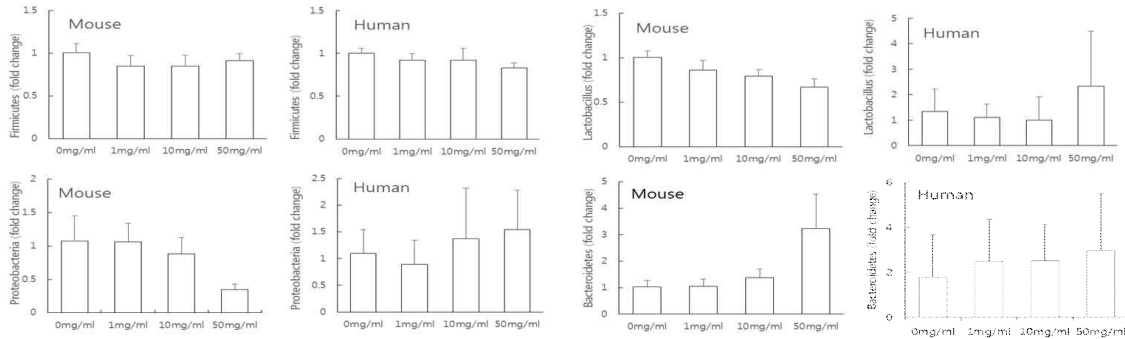 Mouse
Firmicutes (fold change)
1.5
1
0.5
0
0mg/ml 1mg/ml 10mg/ml 50mg/ml
Human
Firmicutes (fold change)
1.5
1
0.5
0
0mg/ml 1mg/ml 10mg/ml 50mg/ml
Mouse
Lactobacillus (fold change)
1.5
1
0.5
0
0mg/ml 1mg/ml 10mg/ml 50mg/ml
Human
Lactobacillus (fold change)
5
4
3
2
1
0
0mg/ml 1mg/ml 10mg/ml 50mg/ml
Mouse
Proteobacteria (fold change)
2
1.5
1
0.5
0
0mg/ml 1mg/ml 10mg/ml 50mg/ml
Human
Proteobacteria (fold change)
2.5
2
1.5
1
0.5
0
0mg/ml 1mg/ml 10mg/ml 50mg/ml
Mouse
Bacteroidetes (fold change)
5
4
3
2
1
0
0mg/ml 1mg/ml 10mg/ml 50mg/ml
Human
Bacteroidetes (fold change)
6
4
2
0
0mg/ml 1mg/ml 10mg/ml 50mg/ml